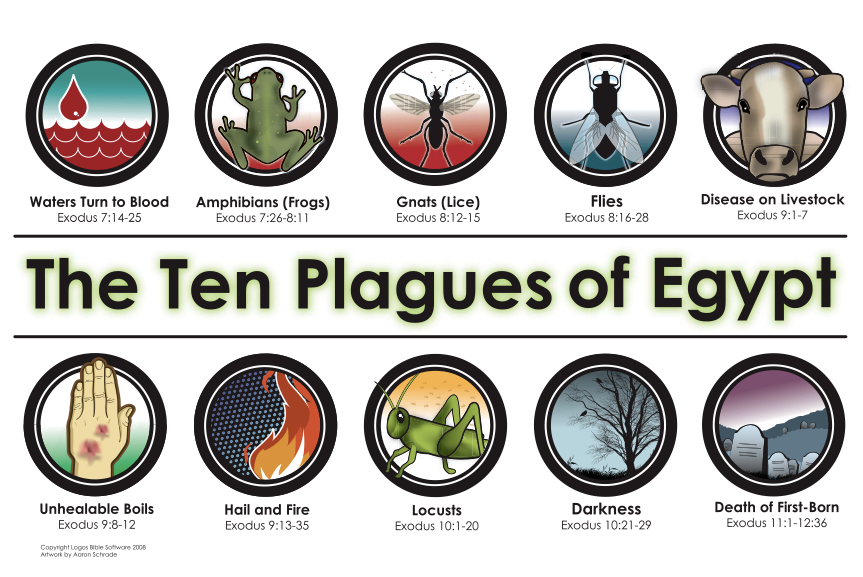 Waters Turn to Blood
Exodus 7:14-25
Amphibians (Frogs)
Exodus 7:26-8:11
Gnats (Lice)
Exodus 8:12-15
Flies
Exodus 8:16-28
Disease on Livestock
Exodus 9:1-7
The Ten Plagues of Egypt
Unhealable Boils
Exodus 9:8-12
Hail and Fire
Exodus 9:13-35
Locusts
Exodus 10:1-20
Darkness
Exodus 10:21-29
Death of First-Born
Exodus 11:1-12:36
Copyright Logos Bible Software 2008
Artwork by Aaron Schrade